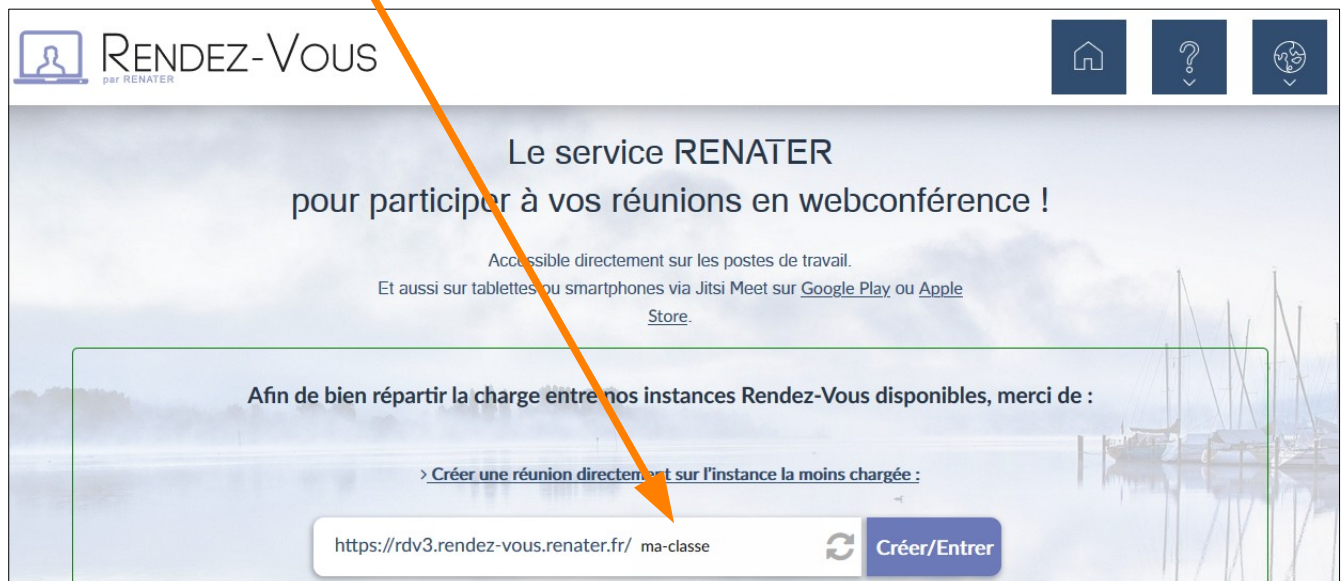 RENDEZ-VOUS
par RENATER
Le service RENATER
pour participer à vos réunions en webconférence !
Accessible directement sur les postes de travail.
Et aussi sur tablettes ou smartphones via Jitsi Meet sur Google Play ou Apple
Store.
Afin de bien répartir la charge entre nos instances Rendez-Vous disponibles, merci de :
> Créer une réunion directement sur l'instance la moins chargée :
https://rdv3.rendez-vous.renater.fr/ ma-classe Créer/Entrer